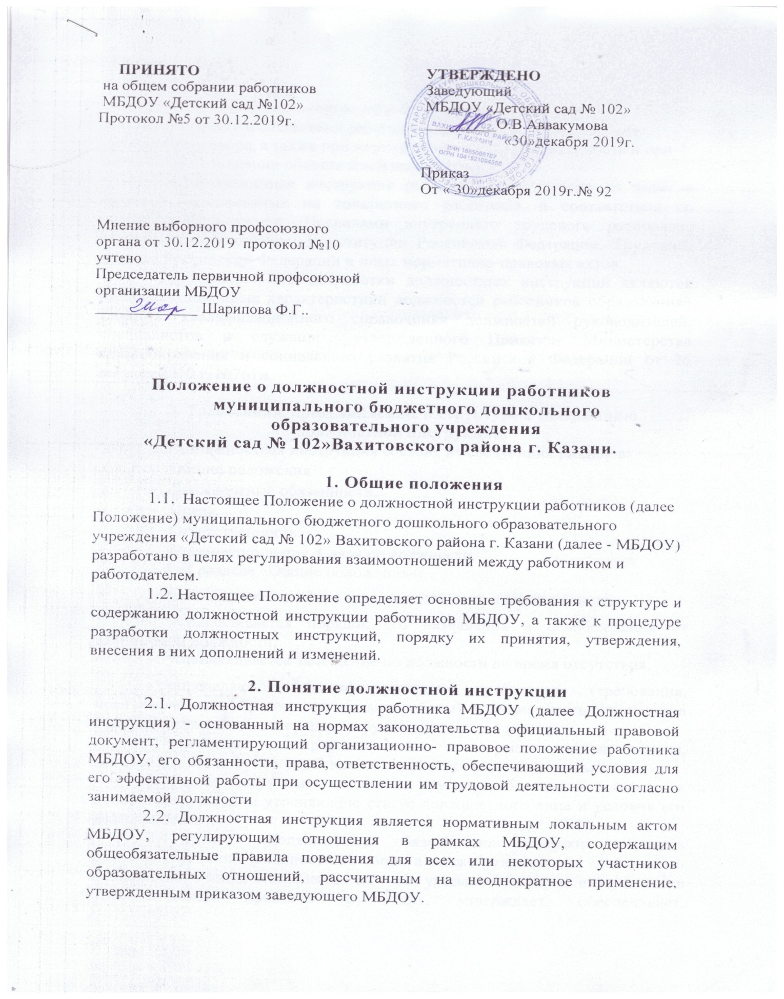 ПРИНЯТО
на общем собрании работников
МБДОУ «Детский сад №102»
Протокол №5 от 30.12.2019г.
УТВЕРЖДЕНО
Заведующий
МБДОУ «Детский сад № 102»
О.В.Аввакумова
«30»декабря 2019г.
Приказ
От « 30»декабря 2019г.№ 92
ДЕТСКИЙ САД
ВАХИТОВСКОГО РАЙОНА
Г.КАЗАНИ
Мнение выборного профсоюзного
органа от 30.12.2019 протокол №10
учтено
Председатель первичной профсоюзной
организации МБДОУ
Шарипова Ф.Г..
Положение о должностной инструкции работников
муниципального бюджетного дошкольного
образовательного учреждения
«Детский сад № 102»Вахитовского района г. Казани.
1. Общие положения
1.1. Настоящее Положение о должностной инструкции работников (далее
Положение) муниципального бюджетного дошкольного образовательного
учреждения «Детский сад № 102» Вахитовского района г. Казани (далее - МБДОУ)
разработано в целях регулирования взаимоотношений между работником и
работодателем.
1.2. Настоящее Положение определяет основные требования к структуре и
содержанию должностной инструкции работников МБДОУ, а также к процедуре
разработки должностных инструкций, порядку их принятия, утверждения,
внесения в них дополнений и изменений.
2. Понятие должностной инструкции
2.1. Должностная инструкция работника МБДОУ (далее Должностная
инструкция) - основанный на нормах законодательства официальный правовой
документ, регламентирующий организационно- правовое положение работника
МБДОУ, его обязанности, права, ответственность, обеспечивающий условия для
его эффективной работы при осуществлении им трудовой деятельности согласно
занимаемой должности
2.2. Должностная инструкция является нормативным локальным актом
МБДОУ, регулирующим отношения в рамках МБДОУ, содержащим
общеобязательные правила поведения для всех или некоторых участников
образовательных отношений, рассчитанным на неоднократное применение,
утвержденным приказом заведующего МБДОУ.